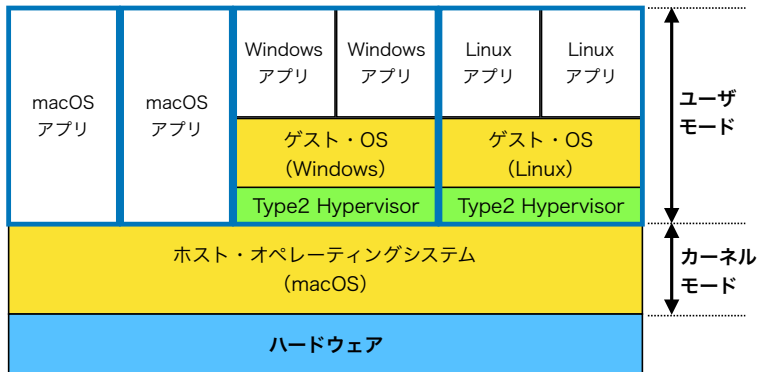 macOS
アプリ
macOS
アプリ
Windows
アプリ
Windows
アプリ
Linux
アプリ
Linux
アプリ
ゲスト・OS
（Windows）
ゲスト・OS
（Linux）
Type2 Hypervisor
Type2 Hypervisor
ユーザ
モード
ホスト・オペレーティングシステム
（macOS）
カーネル
モード
ハードウェア